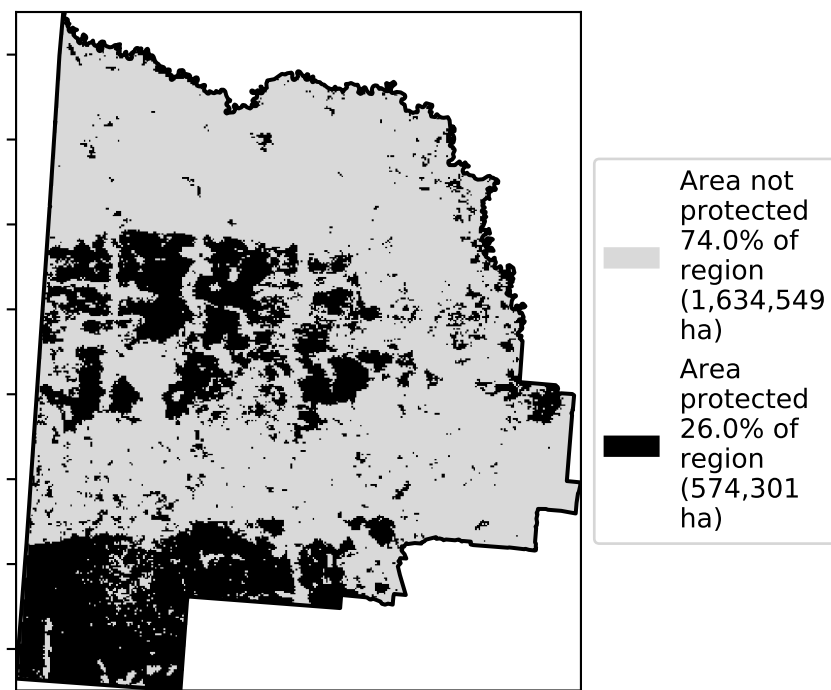 Area not
protected
74.0% of
region
(1,634,549
ha)
Area
protected
26.0% of
region
(574,301
ha)